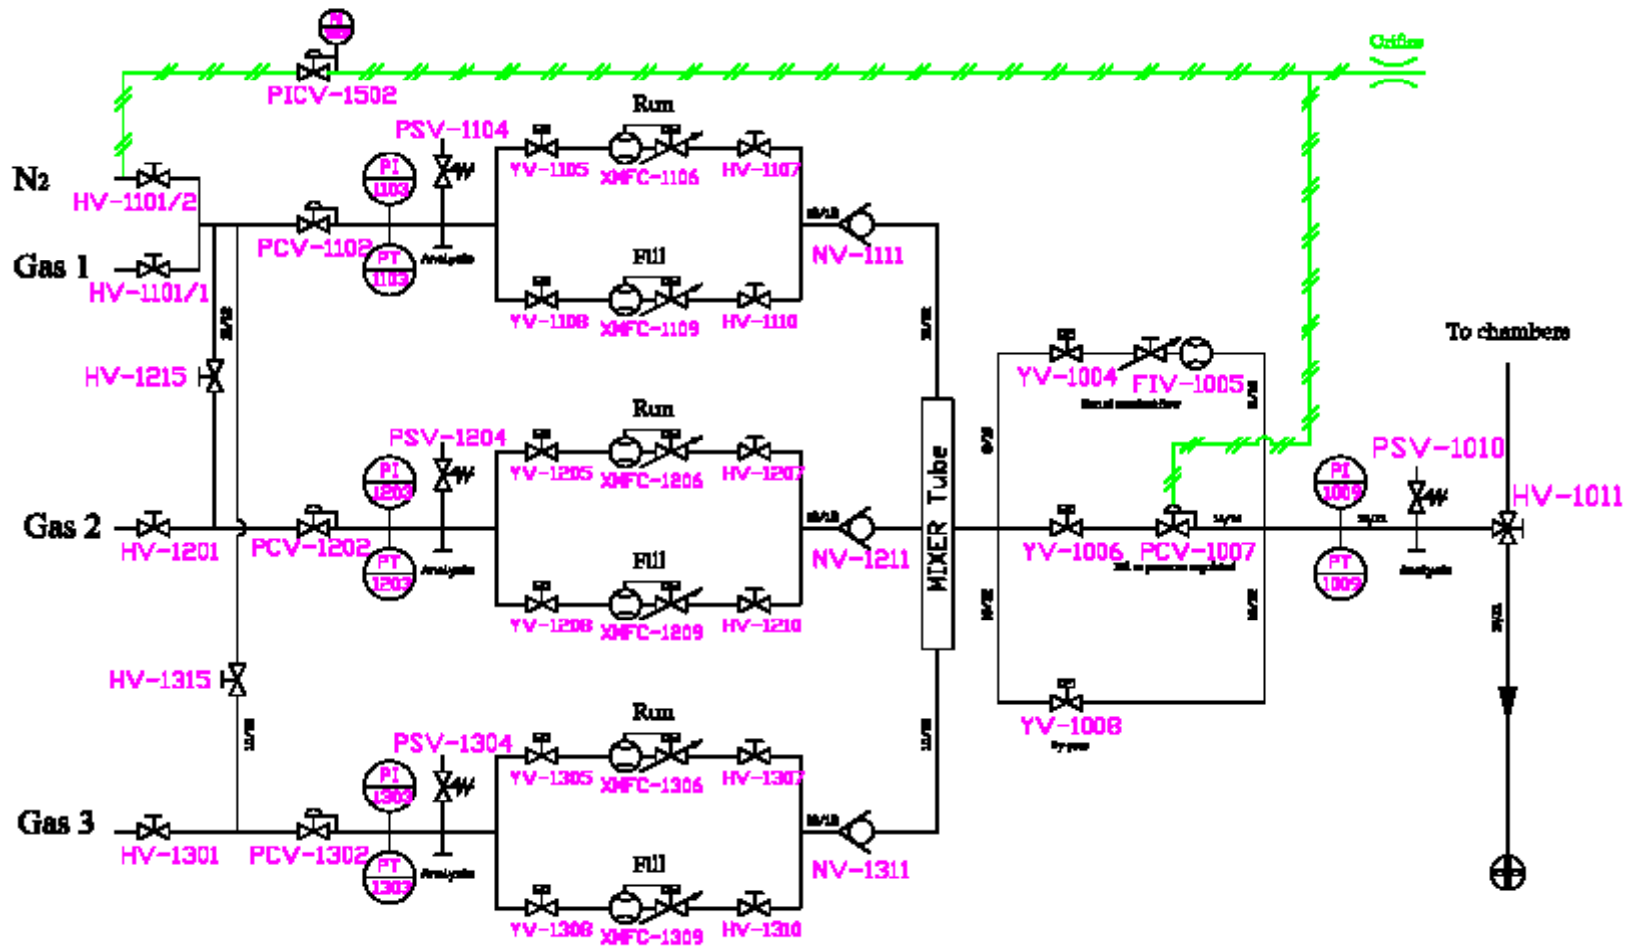 Orifice
PI
PICV-1502
Run
PSV-1104
PI
1103
YV-1105
XMFC-1106
HV-1107
N2
HV-1101/2
PCV-1102
PT
1103
Analysis
Fill
NV-1111
Gas 1
HV-1101/1
YV-1108
XMFC-1109
HV-1110
To chambers
HV-1215
YV-1004
FIV-1005
Run
PSV-1204
PI
1203
YV-1205
XMFC-1206
HV-1207
MIXER Tube
PSV-1010
PI
1009
HV-1011
Gas 2
HV-1201
PCV-1202
PT
1203
Analysis
Fill
NV-1211
YV-1006
PCV-1007
PT
1009
Analysis
YV-1208
XMFC-1209
HV-1210
HV-1315
Run
PSV-1304
YV-1008
By-pass
PI
1303
YV-1305
XMFC-1306
HV-1307
Gas 3
HV-1301
PCV-1302
PT
1303
Analysis
Fill
NV-1311
YV-1308
XMFC-1309
HV-1310